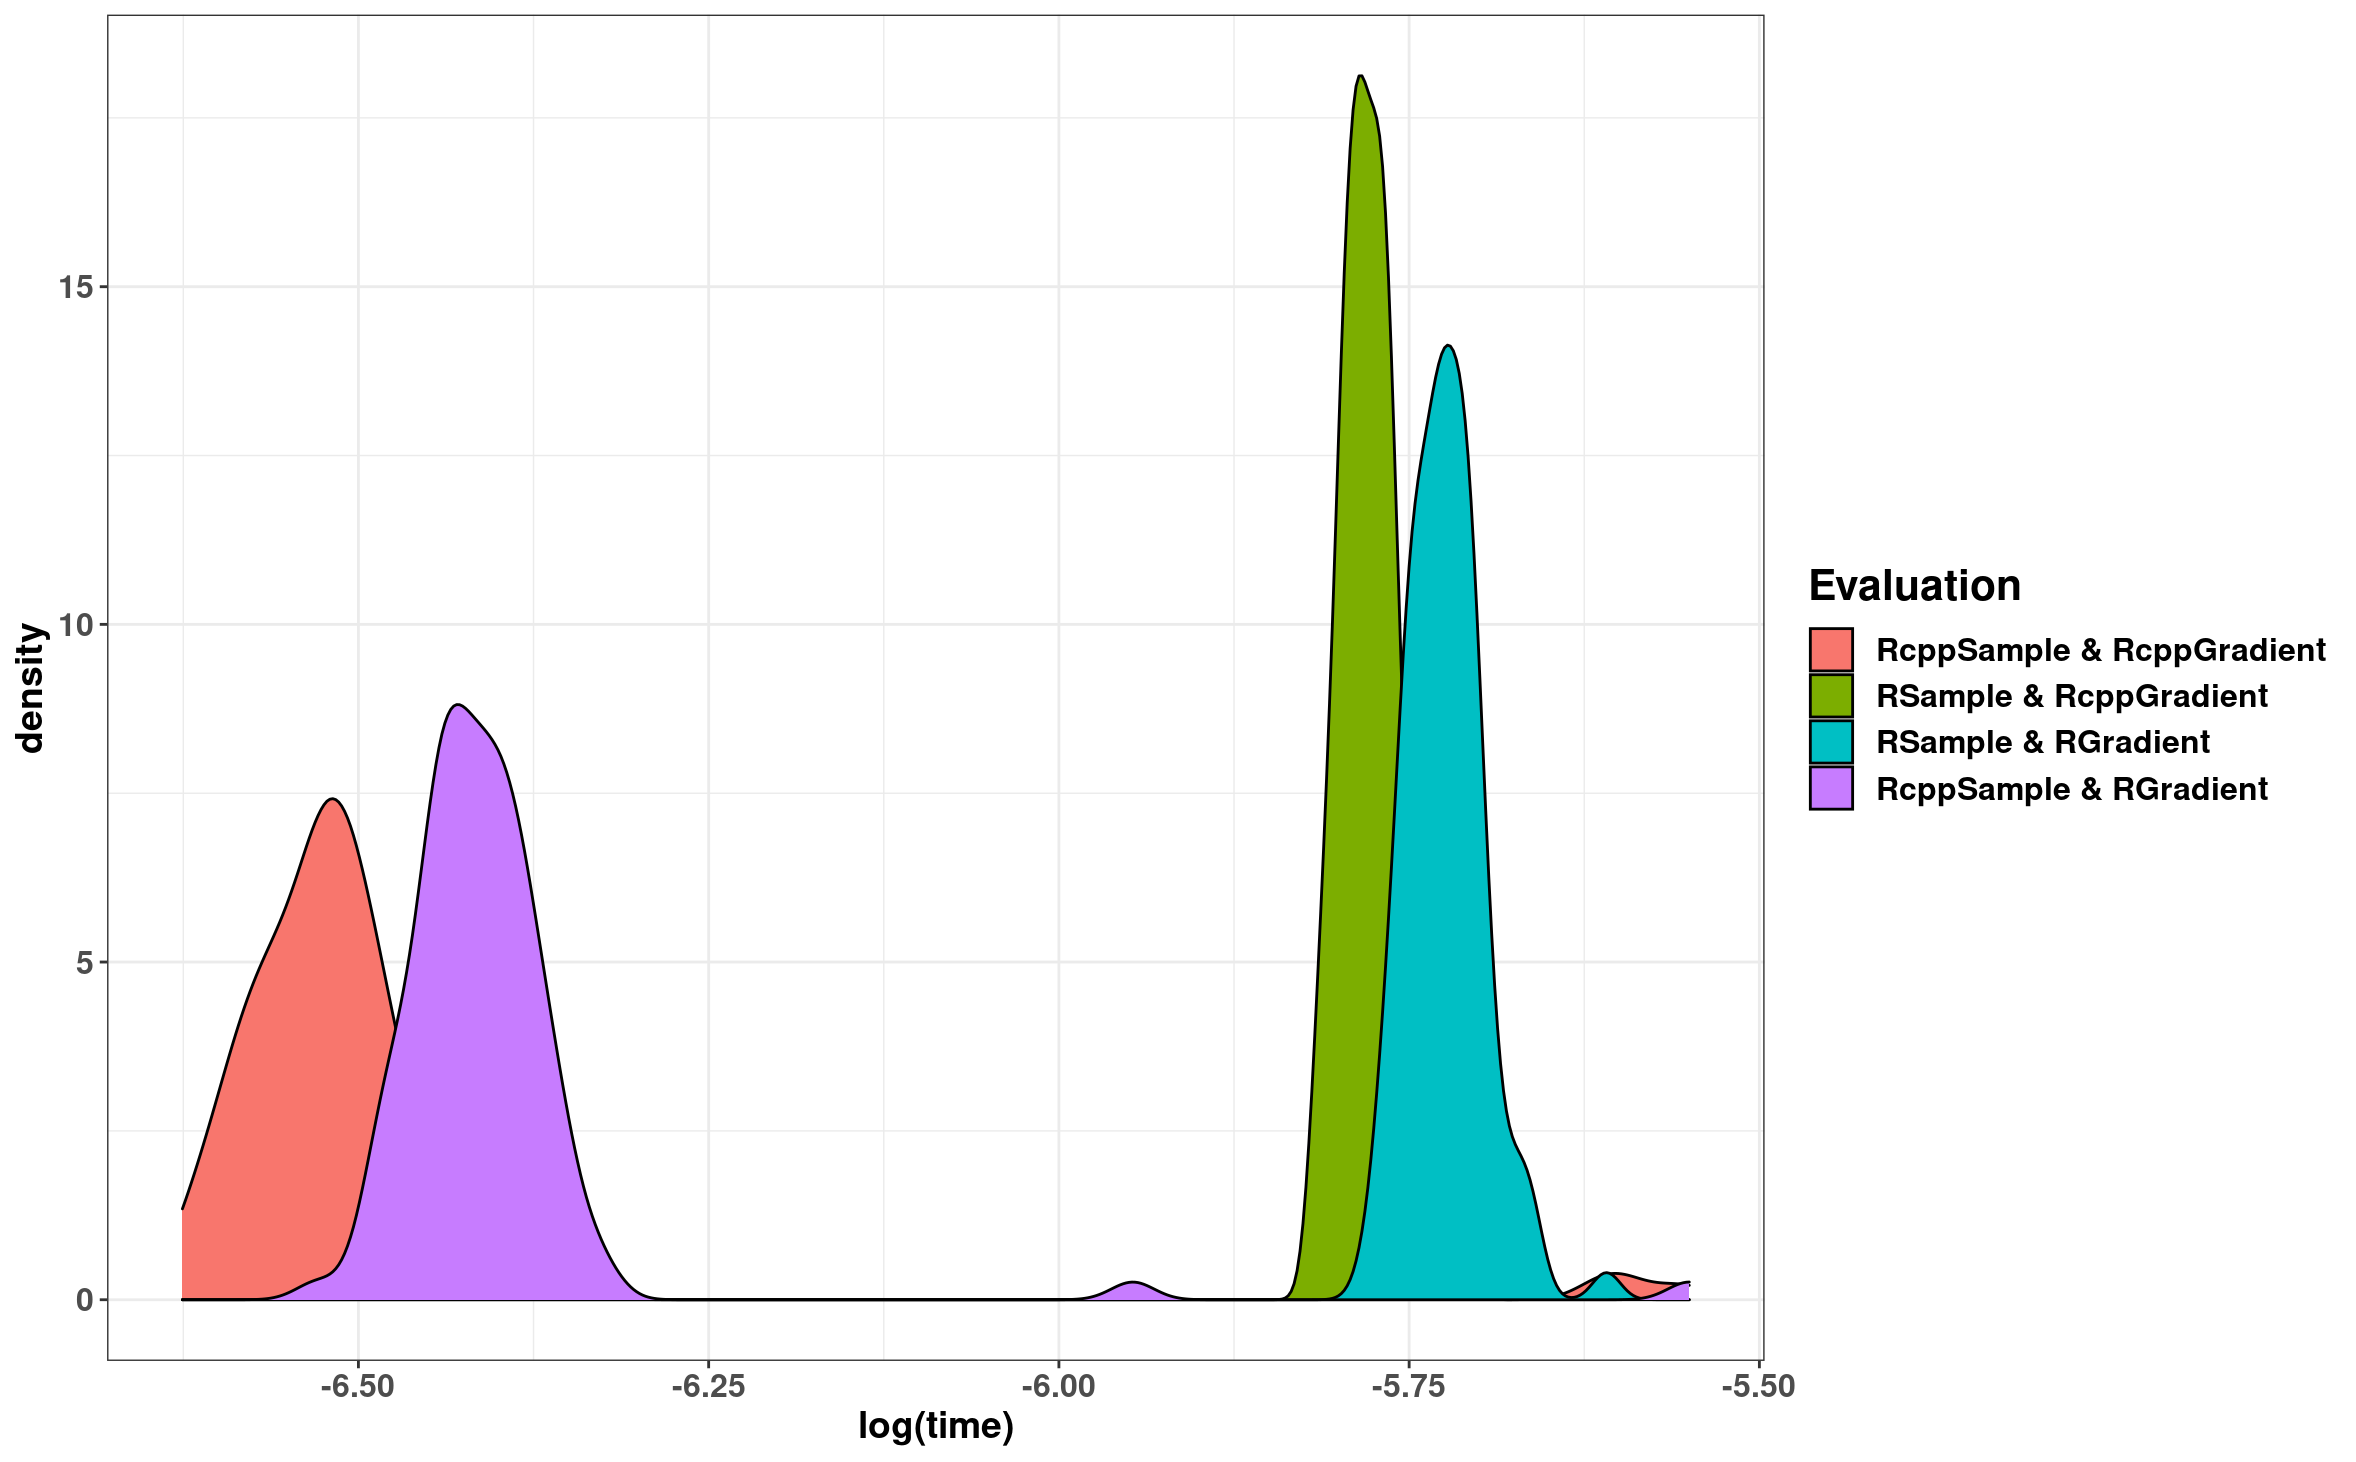 15
10
5
0
density
-6.50
-6.25
-6.00
-5.75
-5.50
log(time)
Evaluation
RcppSample & RcppGradient
RSample & RcppGradient
RSample & RGradient
RcppSample & RGradient